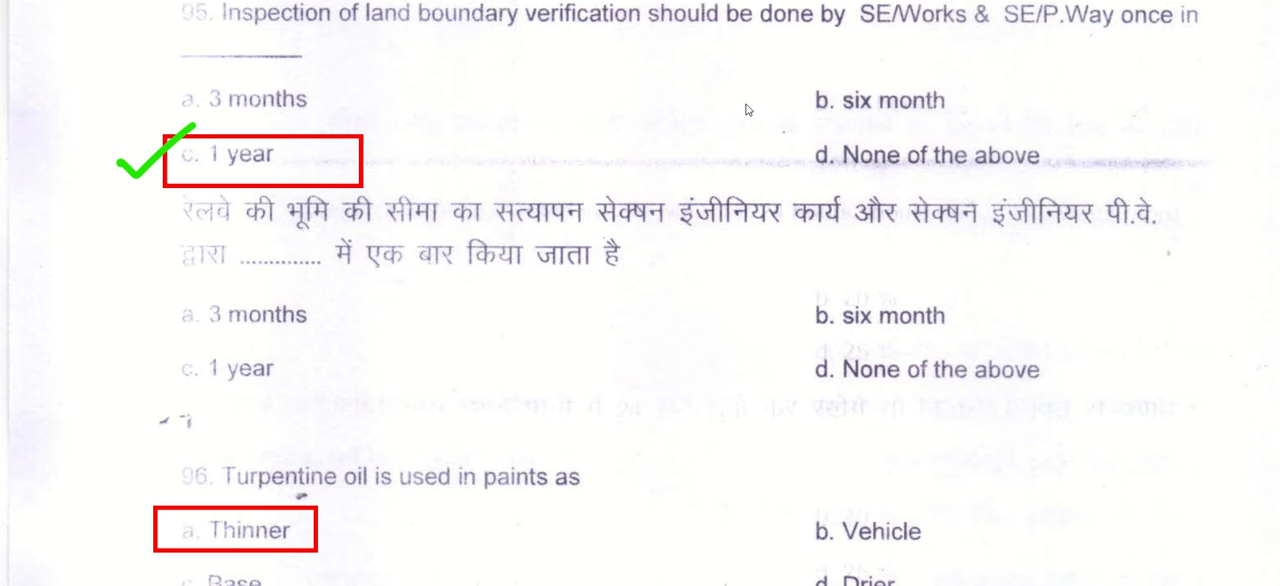 95. Inspection of land boundary verification should be done by SE/Works & SE/P.Way once in
a. 3 months b. six month
c. 1 year d. None of the above
रेलवे की भूमि की सीमा का सत्यापन सेक्षन इंजीनियर कार्य और सेक्षन इंजीनियर पी.वे.
द्वारा .............. में एक बार किया जाता है
a. 3 months b. six month
c. 1 year d. None of the above
96. Turpentine oil is used in paints as
a. Thinner b. Vehicle
c. Base d. Drier